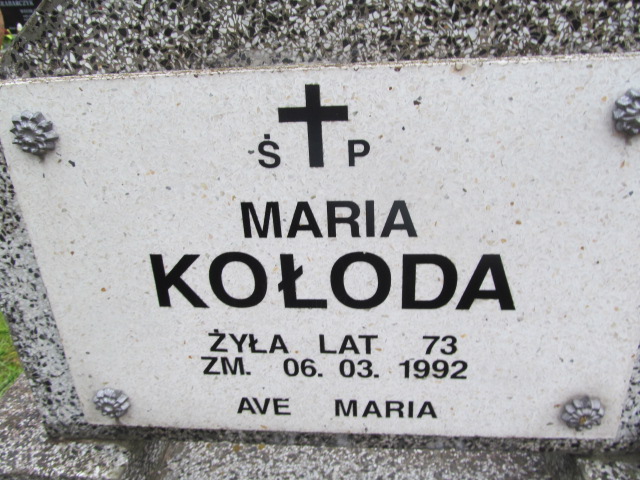 Ś P
MARIA
KOŁODA
ŻYŁA LAT 73
ZM. 06. 03. 1992
AVE MARIA